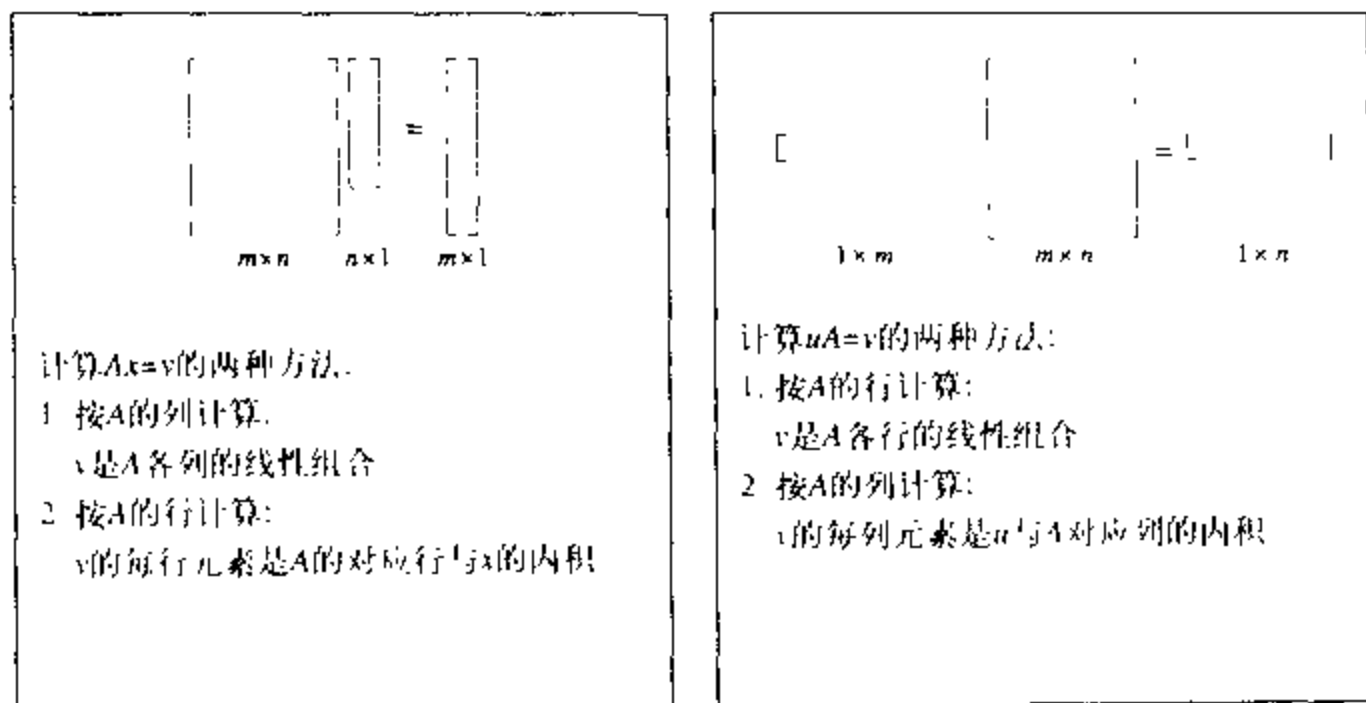 =
m×n n×1 m×1
计算Ax=v的两种方法:
1 按A的列计算:
v是A各列的线性组合
2 按A的行计算:
v的每行元素是A的对应行与x的内积
=
1×m m×n 1×n
计算uA=v的两种方法:
1. 按A的行计算:
v是A各行的线性组合
2 按A的列计算:
v的每列元素是u与A对应列的内积